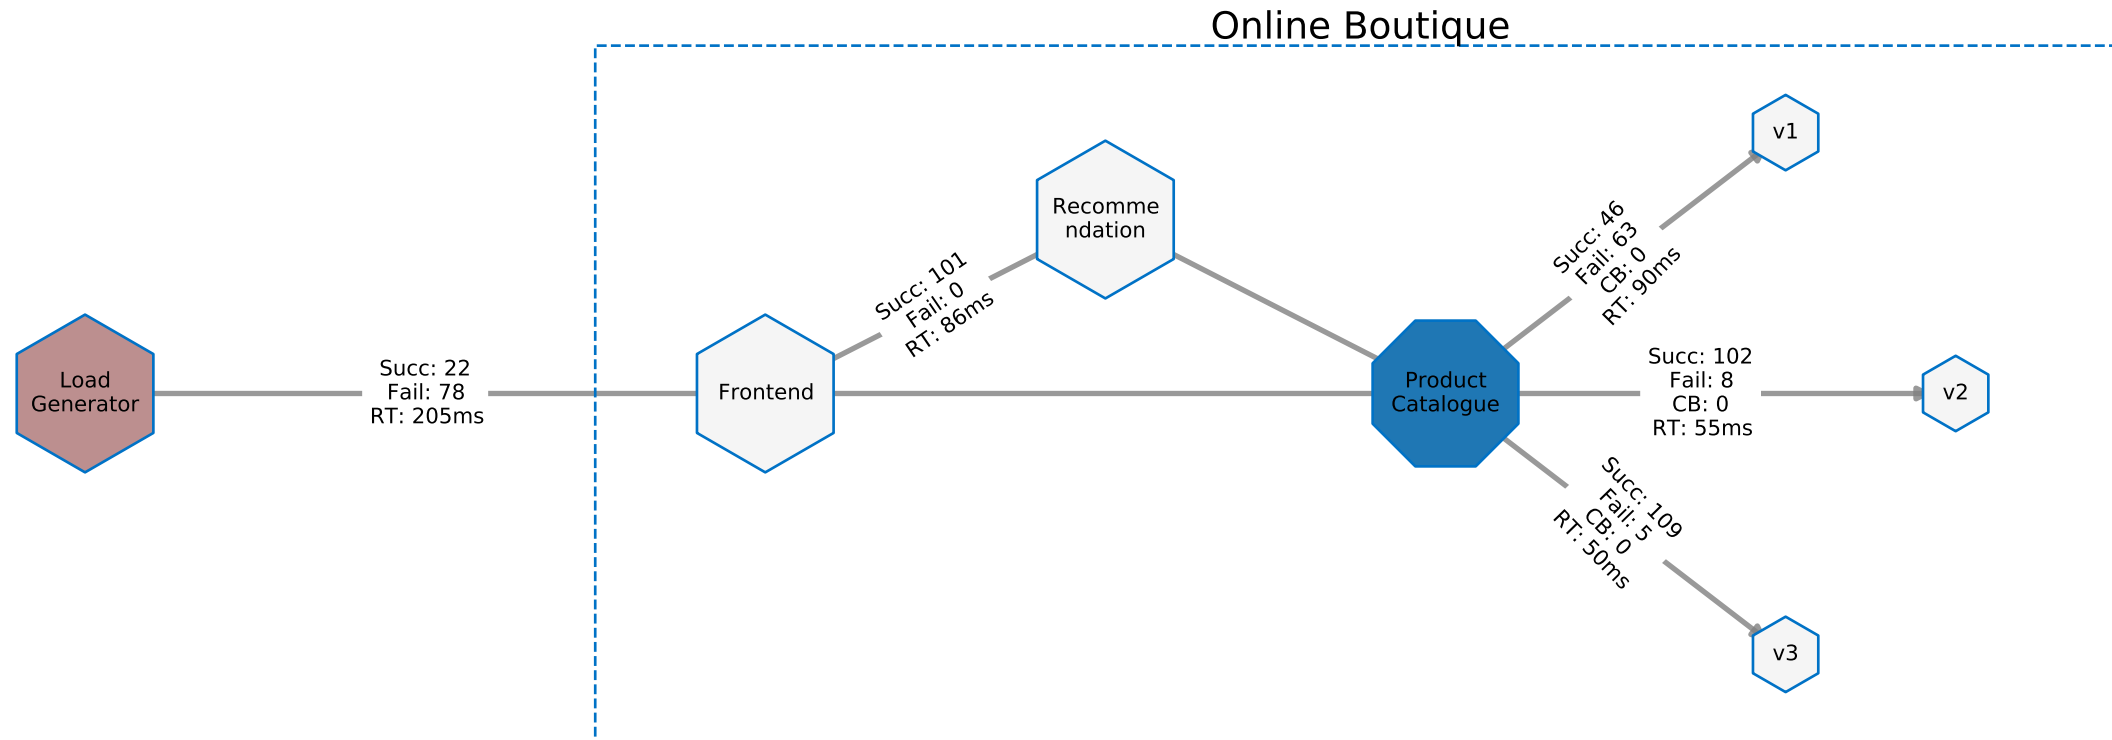 Online Boutique
Load
Generator
Succ: 22
Fail: 78
RT: 205ms
Frontend
Succ: 101
Fail: 0
RT: 86ms
Recomme
ndation
Product
Catalogue
Succ: 46
Fail: 63
CB: 0
RT: 90ms
v1
Succ: 102
Fail: 8
CB: 0
RT: 55ms
v2
Succ: 109
Fail: 5
CB: 0
RT: 50ms
v3